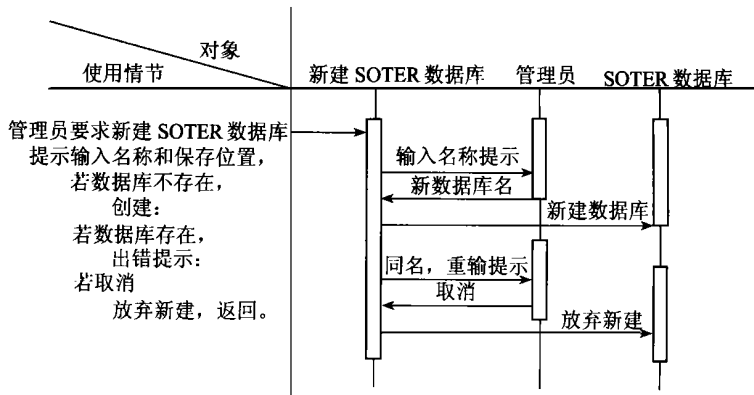 对象
使用情节
新建 SOTER 数据库
管理员
SOTER 数据库
管理员要求新建 SOTER 数据库
提示输入名称和保存位置，
若数据库不存在，
创建：
若数据库存在，
出错提示：
若取消
放弃新建，返回。
输入名称提示
新数据库名
新建数据库
同名，重输提示
取消
放弃新建